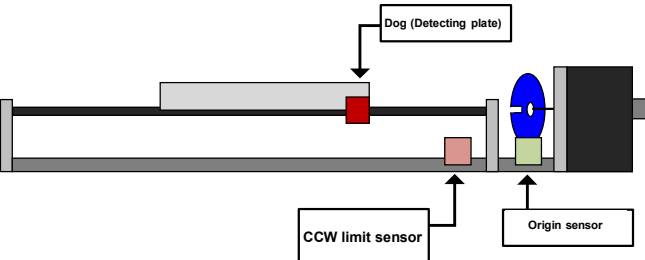 Dog (Detecting plate)
CCW limit sensor
Origin sensor